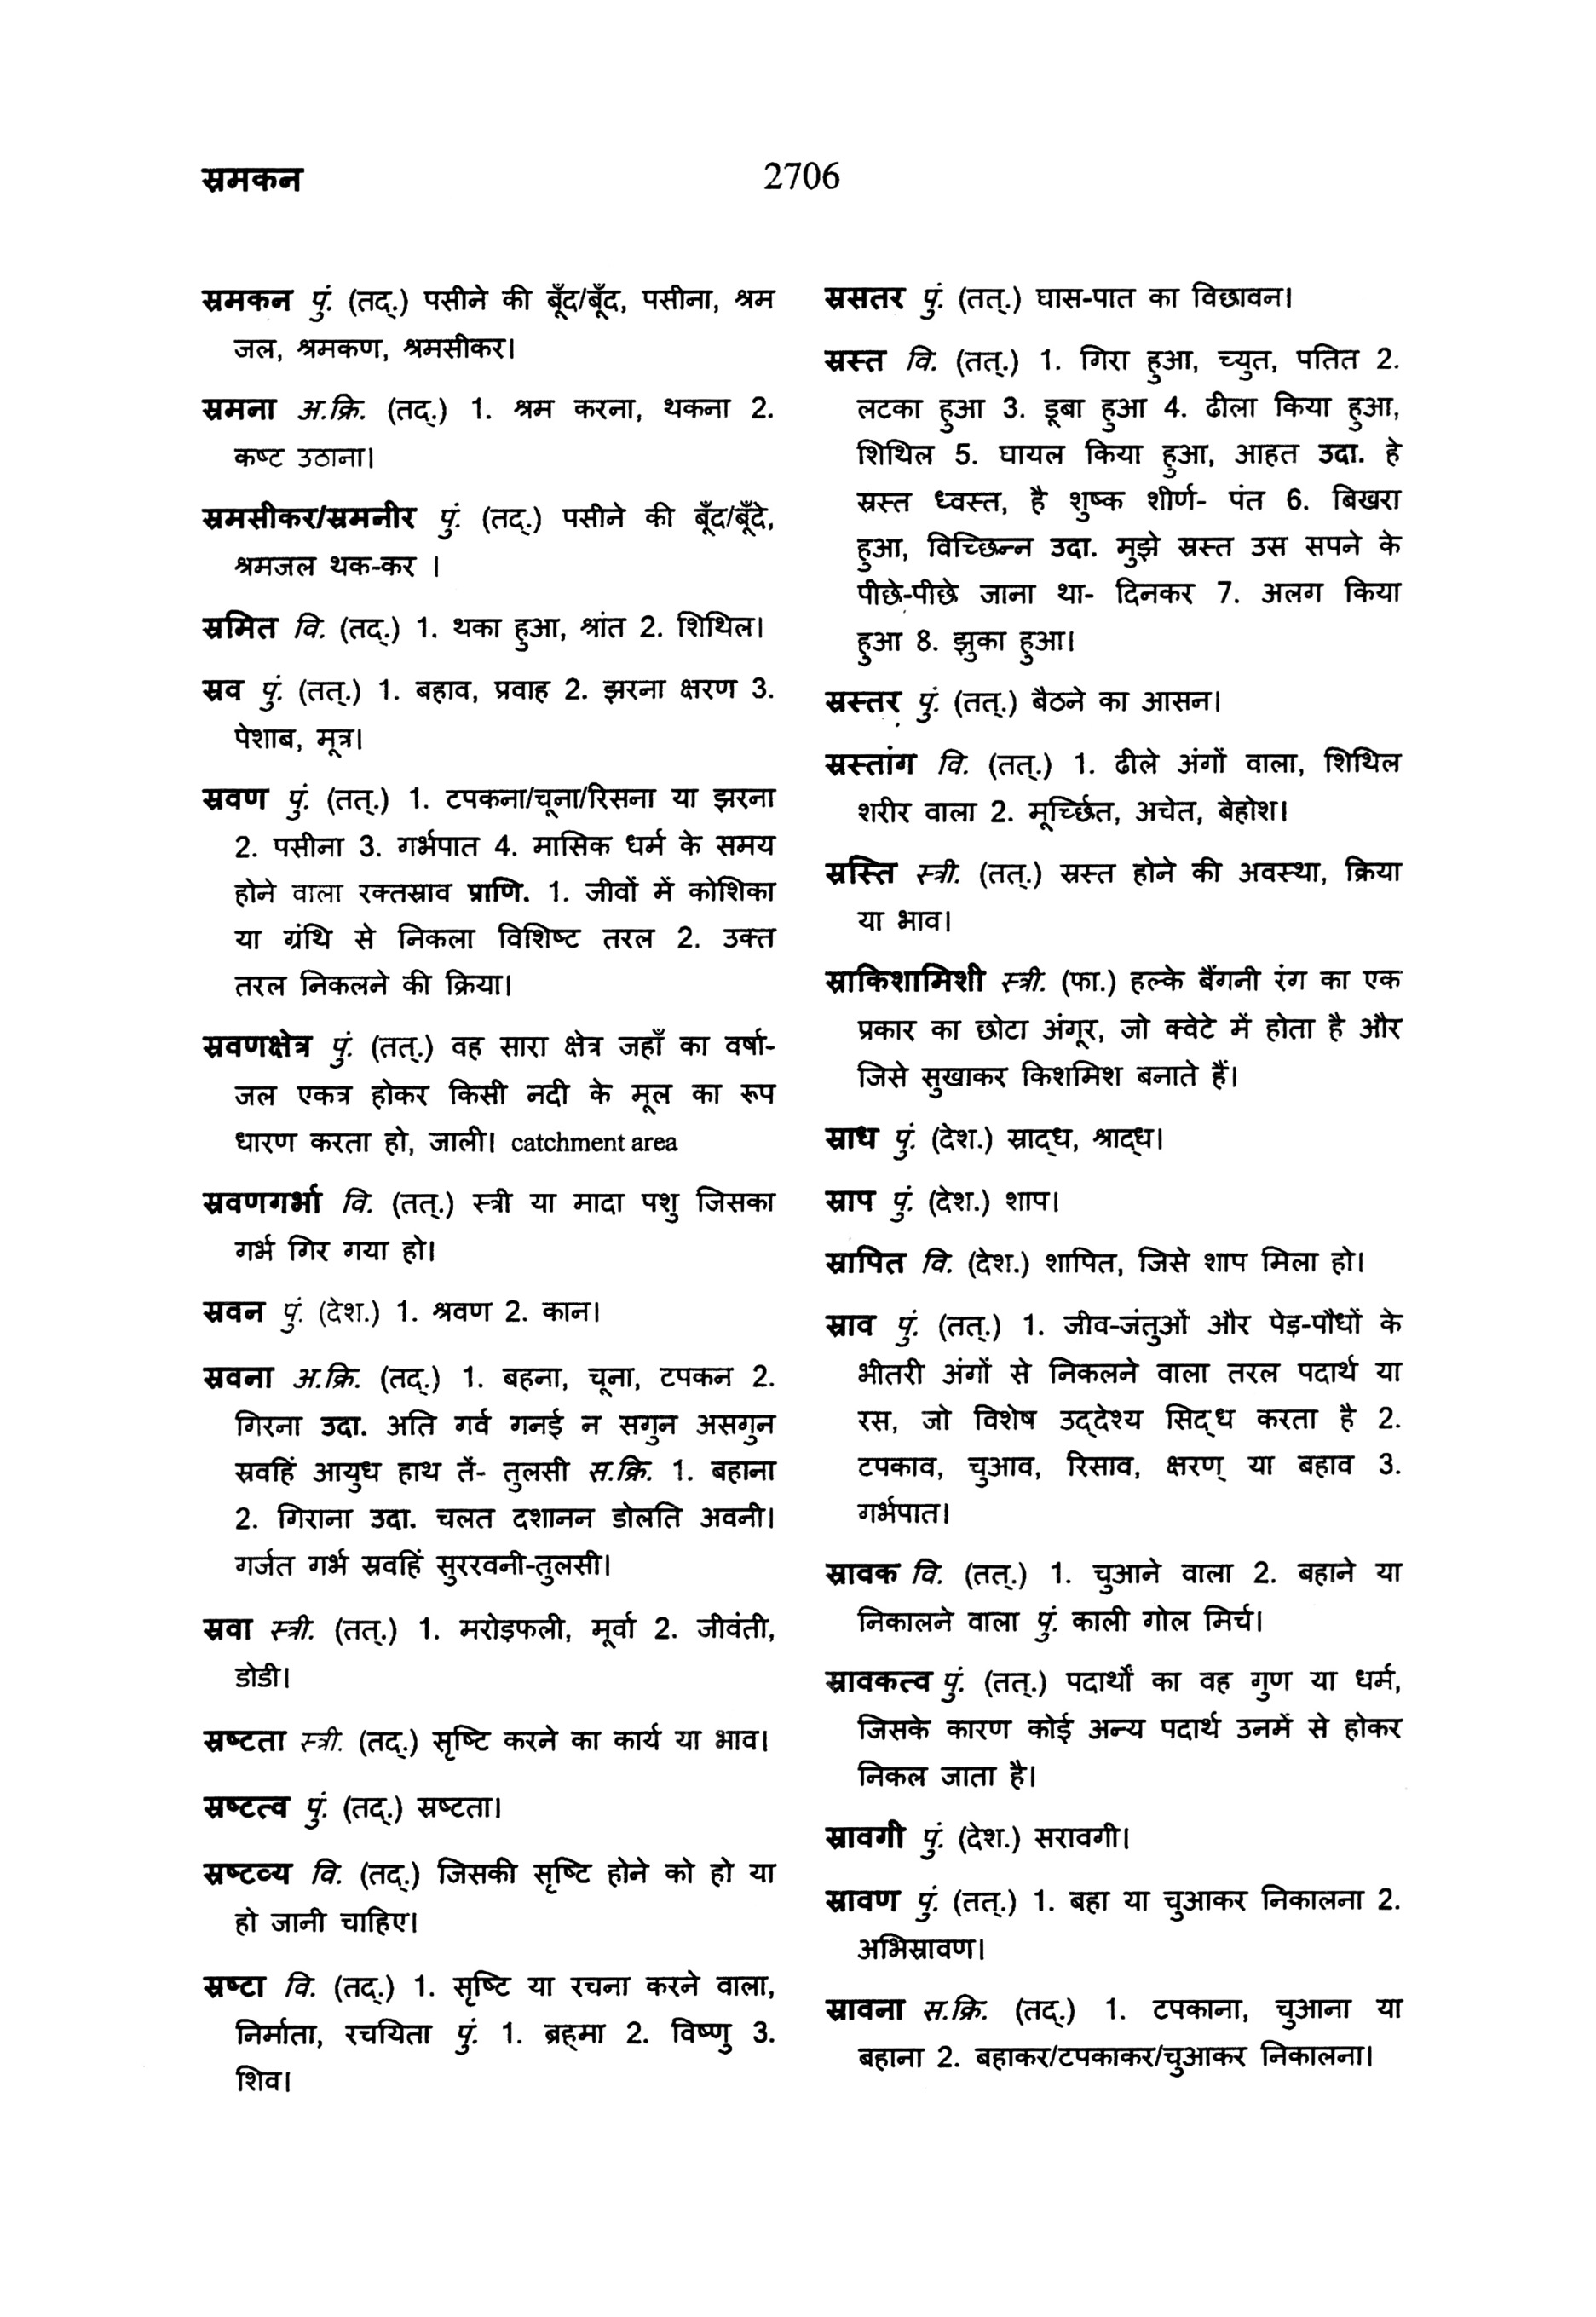 स्रमकन
2706
स्रमकन पुं. (तद्.) पसीने की बूँद/बूँद, पसीना, श्रम
जल, श्रमकण, श्रमसीकर।
स्रमना अ.क्रि. (तद्.) 1. श्रम करना, थकना 2.
कष्ट उठाना।
स्रमसीकर/स्रमनीर पुं. (तद्.) पसीने की बूँद/बूँदे,
श्रमजल थक-कर ।
स्रमित वि. (तद्.) 1. थका हुआ, श्रांत 2. शिथिल।
स्रव पुं. (तत्.) 1. बहाव, प्रवाह 2. झरना क्षरण 3.
पेशाब, मूत्र।
स्रवण पुं. (तत्.) 1. टपकना/चूना/रिसना या झरना
2. पसीना 3. गर्भपात 4. मासिक धर्म के समय
होने वाला रक्तस्राव प्राणि. 1. जीवों में कोशिका
या ग्रंथि से निकला विशिष्ट तरल 2. उक्त
तरल निकलने की क्रिया।
स्रवणक्षेत्र पुं. (तत्.) वह सारा क्षेत्र जहाँ का वर्षा-
जल एकत्र होकर किसी नदी के मूल का रूप
धारण करता हो, जाली। catchment area
स्रवणगर्भा वि. (तत्.) स्त्री या मादा पशु जिसका
गर्भ गिर गया हो।
स्रवन पुं. (देश.) 1. श्रवण 2. कान।
स्रवना अ.क्रि. (तद्.) 1. बहना, चूना, टपकन 2.
गिरना उदा. अति गर्व गनई न सगुन असगुन
स्रवहिं आयुध हाथ तें- तुलसी स.क्रि. 1. बहाना
2. गिराना उदा. चलत दशानन डोलति अवनी।
गर्जत गर्भ स्रवहिं सुररवनी-तुलसी।
स्रवा स्त्री. (तत्.) 1. मरोड़फली, मूर्वा 2. जीवंती,
डोडी।
स्रष्टता स्त्री. (तद्.) सृष्टि करने का कार्य या भाव।
स्रष्टत्व पुं. (तद्.) स्रष्टता।
स्रष्टव्य वि. (तद्.) जिसकी सृष्टि होने को हो या
हो जानी चाहिए।
स्रष्टा वि. (तद्.) 1. सृष्टि या रचना करने वाला,
निर्माता, रचयिता पुं. 1. ब्रह्मा 2. विष्णु 3.
शिव।
स्रसतर पुं. (तत्.) घास-पात का विछावन।
स्रस्त वि. (तत्.) 1. गिरा हुआ, च्युत, पतित 2.
लटका हुआ 3. डूबा हुआ 4. ढीला किया हुआ,
शिथिल 5. घायल किया हुआ, आहत उदा. हे
स्रस्त ध्वस्त, है शुष्क शीर्ण- पंत 6. बिखरा
हुआ, विच्छिन्न उदा. मुझे स्रस्त उस सपने के
पीछे-पीछे जाना था- दिनकर 7. अलग किया
हुआ 8. झुका हुआ।
स्रस्तर पुं. (तत्.) बैठने का आसन।
स्रस्तांग वि. (तत्.) 1. ढीले अंगों वाला, शिथिल
शरीर वाला 2. मूर्च्छित, अचेत, बेहोश।
स्रस्ति स्त्री. (तत्.) स्रस्त होने की अवस्था, क्रिया
या भाव।
स्राकिशामिशी स्त्री. (फा.) हल्के बैंगनी रंग का एक
प्रकार का छोटा अंगूर, जो क्वेटे में होता है और
जिसे सुखाकर किशमिश बनाते हैं।
स्राध पुं. (देश.) स्राद्ध, श्राद्ध।
स्राप पुं. (देश.) शाप।
स्रापित वि. (देश.) शापित, जिसे शाप मिला हो।
स्राव पुं. (तत्.) 1. जीव-जंतुओं और पेड़-पौधों के
भीतरी अंगों से निकलने वाला तरल पदार्थ या
रस, जो विशेष उद्देश्य सिद्ध करता है 2.
टपकाव, चुआव, रिसाव, क्षरण् या बहाव 3.
गर्भपात।
स्रावक वि. (तत्.) 1. चुआने वाला 2. बहाने या
निकालने वाला पुं. काली गोल मिर्च।
स्रावकत्व पुं. (तत्.) पदार्थों का वह गुण या धर्म,
जिसके कारण कोई अन्य पदार्थ उनमें से होकर
निकल जाता है।
स्रावगी पुं. (देश.) सरावगी।
स्रावण पुं. (तत्.) 1. बहा या चुआकर निकालना 2.
अभिस्रावण।
स्रावना स.क्रि. (तद्.) 1. टपकाना, चुआना या
बहाना 2. बहाकर/टपकाकर/चुआकर निकालना।